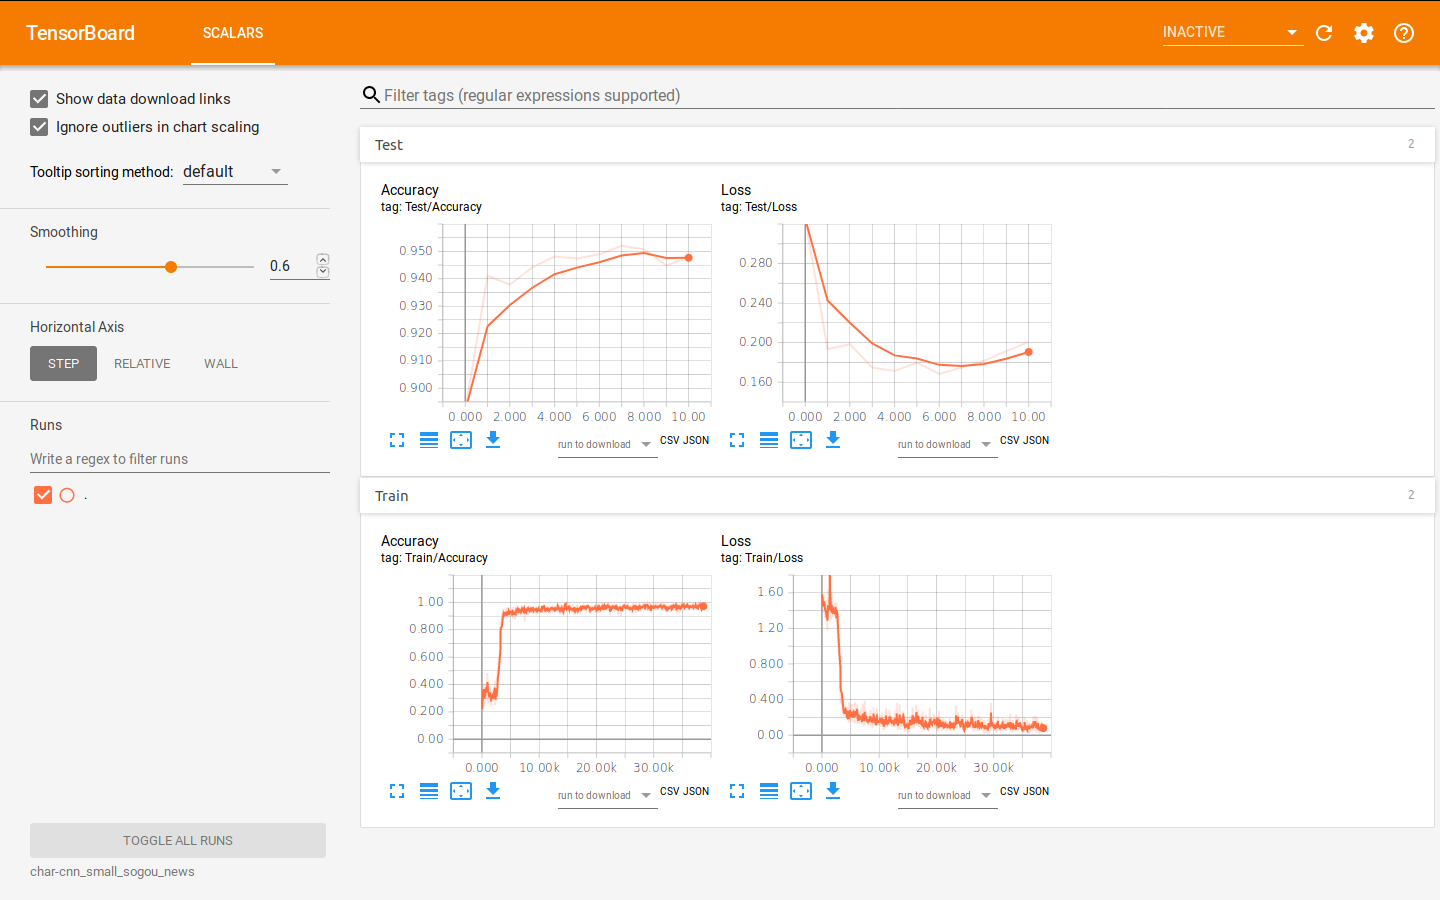 TensorBoard
SCALARS
INACTIVE
Show data download links
Ignore outliers in chart scaling
Tooltip sorting method: default
Smoothing
0.6
Horizontal Axis
STEP RELATIVE WALL
Runs
Write a regex to filter runs
.
TOGGLE ALL RUNS
char-cnn_small_sogou_news
Filter tags (regular expressions supported)
Test 2
Accuracy
tag: Test/Accuracy
0.950
0.940
0.930
0.920
0.910
0.900
0.000 2.000 4.000 6.000 8.000 10.00
run to download CSV JSON
Loss
tag: Test/Loss
0.280
0.240
0.200
0.160
0.000 2.000 4.000 6.000 8.000 10.00
run to download CSV JSON
Train 2
Accuracy
tag: Train/Accuracy
1.00
0.800
0.600
0.400
0.200
0.00
0.000 10.00k 20.00k 30.00k
run to download CSV JSON
Loss
tag: Train/Loss
1.60
1.20
0.800
0.400
0.00
0.000 10.00k 20.00k 30.00k
run to download CSV JSON